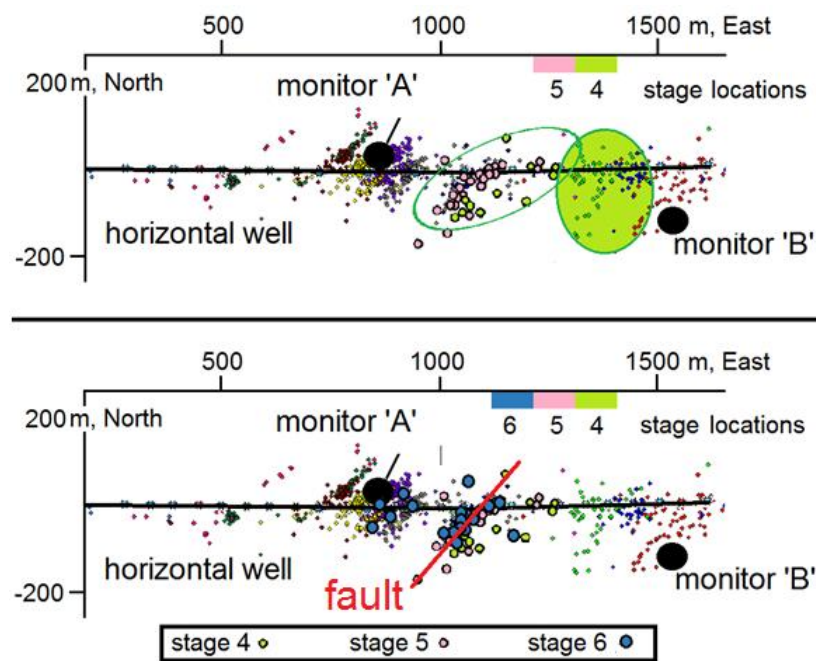 500 1000 1500 m, East
200 m, North
monitor 'A'
5 4 stage locations
horizontal well
-200
monitor 'B'
500 1000 1500 m, East
200 m, North
monitor 'A'
6 5 4 stage locations
horizontal well
fault
-200
monitor 'B'
stage 4 stage 5 stage 6